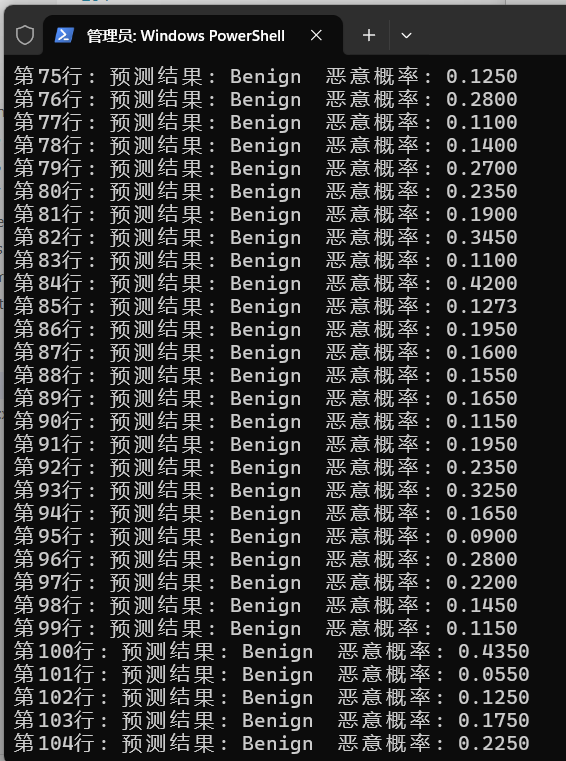 管理员: Windows PowerShell
第75行: 预测结果: Benign 恶意概率: 0.1250
第76行: 预测结果: Benign 恶意概率: 0.2800
第77行: 预测结果: Benign 恶意概率: 0.1100
第78行: 预测结果: Benign 恶意概率: 0.1400
第79行: 预测结果: Benign 恶意概率: 0.2700
第80行: 预测结果: Benign 恶意概率: 0.2350
第81行: 预测结果: Benign 恶意概率: 0.1900
第82行: 预测结果: Benign 恶意概率: 0.3450
第83行: 预测结果: Benign 恶意概率: 0.1100
第84行: 预测结果: Benign 恶意概率: 0.4200
第85行: 预测结果: Benign 恶意概率: 0.1273
第86行: 预测结果: Benign 恶意概率: 0.1950
第87行: 预测结果: Benign 恶意概率: 0.1600
第88行: 预测结果: Benign 恶意概率: 0.1550
第89行: 预测结果: Benign 恶意概率: 0.1650
第90行: 预测结果: Benign 恶意概率: 0.1150
第91行: 预测结果: Benign 恶意概率: 0.1950
第92行: 预测结果: Benign 恶意概率: 0.2350
第93行: 预测结果: Benign 恶意概率: 0.3250
第94行: 预测结果: Benign 恶意概率: 0.1650
第95行: 预测结果: Benign 恶意概率: 0.0900
第96行: 预测结果: Benign 恶意概率: 0.2800
第97行: 预测结果: Benign 恶意概率: 0.2200
第98行: 预测结果: Benign 恶意概率: 0.1450
第99行: 预测结果: Benign 恶意概率: 0.1150
第100行: 预测结果: Benign 恶意概率: 0.4350
第101行: 预测结果: Benign 恶意概率: 0.0550
第102行: 预测结果: Benign 恶意概率: 0.1250
第103行: 预测结果: Benign 恶意概率: 0.1750
第104行: 预测结果: Benign 恶意概率: 0.2250